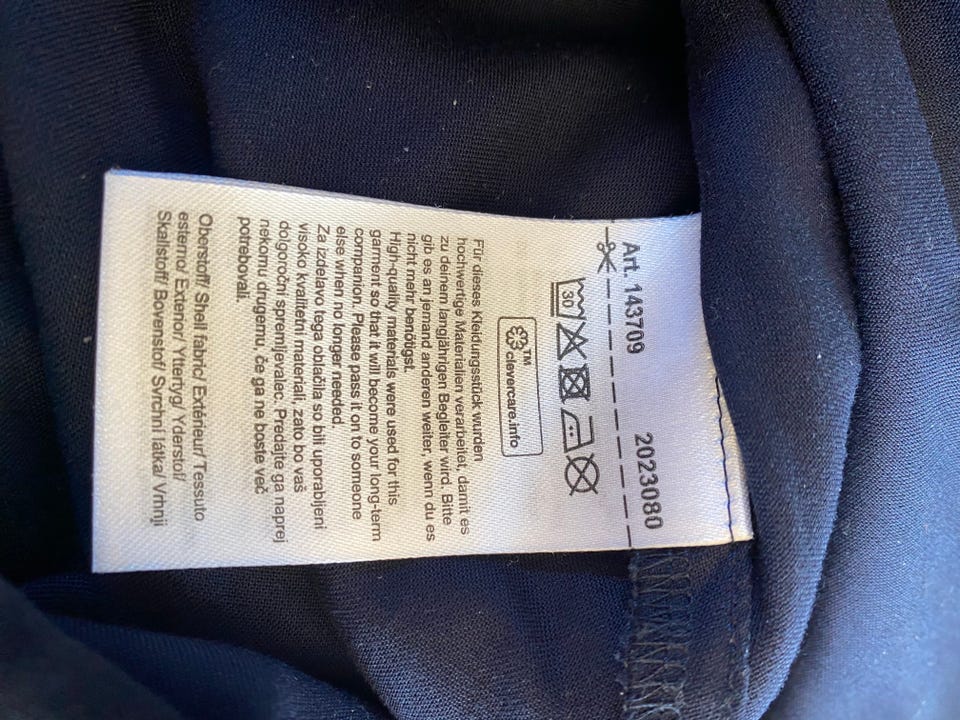 Art. 143709 2023080
30
clevercare.info™
Für dieses Kleidungsstück wurden
hochwertige Materialien verarbeitet, damit es
zu deinem langjährigen Begleiter wird. Bitte
gib es an jemand anderen weiter, wenn du es
nicht mehr benötigst.
High-quality materials were used for this
garment so that it will become your long-term
companion. Please pass it on to someone
else when no longer needed.
Za izdelavo tega oblačila so bili uporabljeni
visoko kvalitetni materiali, zato bo vaš
dolgoročni spremljevalec. Predajte ga naprej
nekomu drugemu, če ga ne boste več
potrebovali.
Oberstoff/ Shell fabric/ Extérieur/ Tessuto
esterno/ Exterior/ Yttertyg/ Yderstof/
Skallstoff/ Bovenstof/ Svrchní látka/ Vrhnji